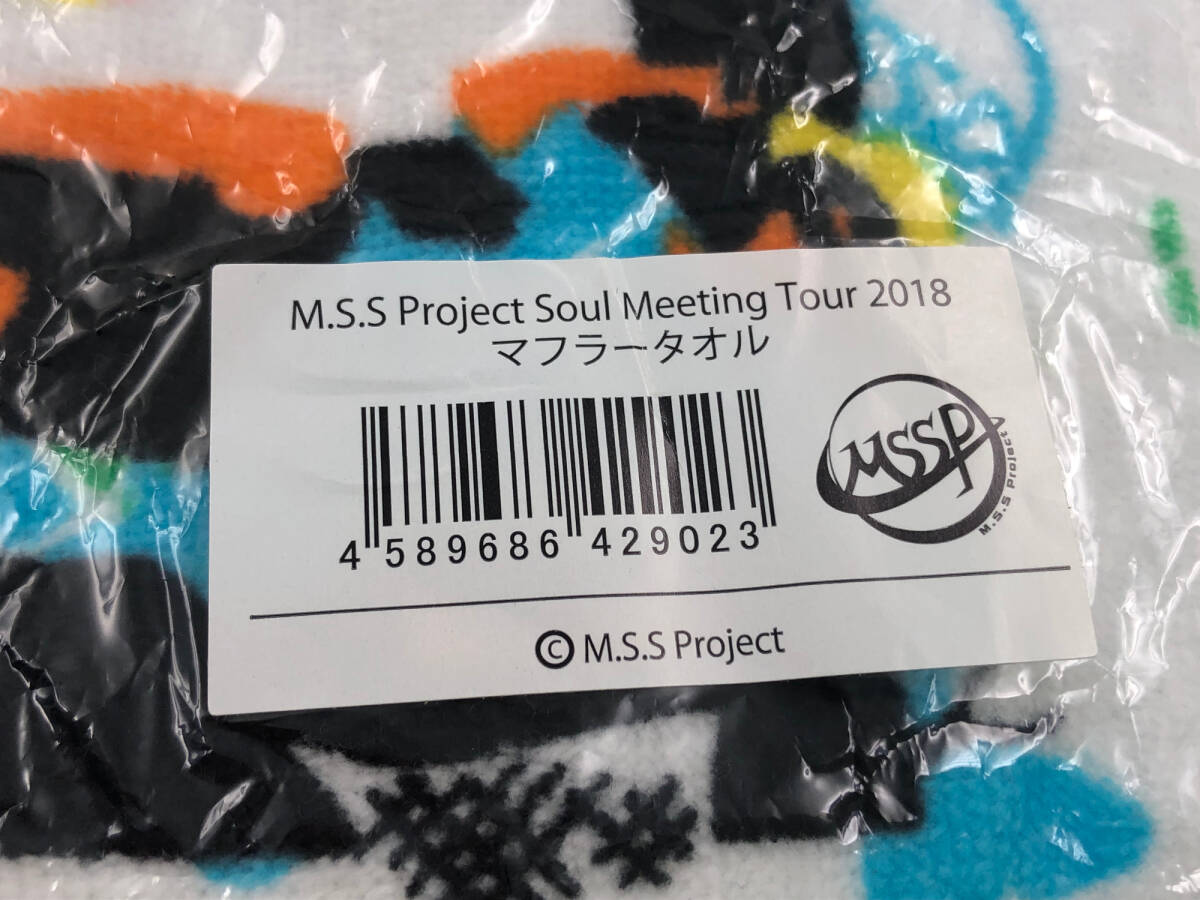 M.S.S Project Soul Meeting Tour 2018
マフラータオル
4 589686 429023
MSSP
M.S.S Project
© M.S.S Project